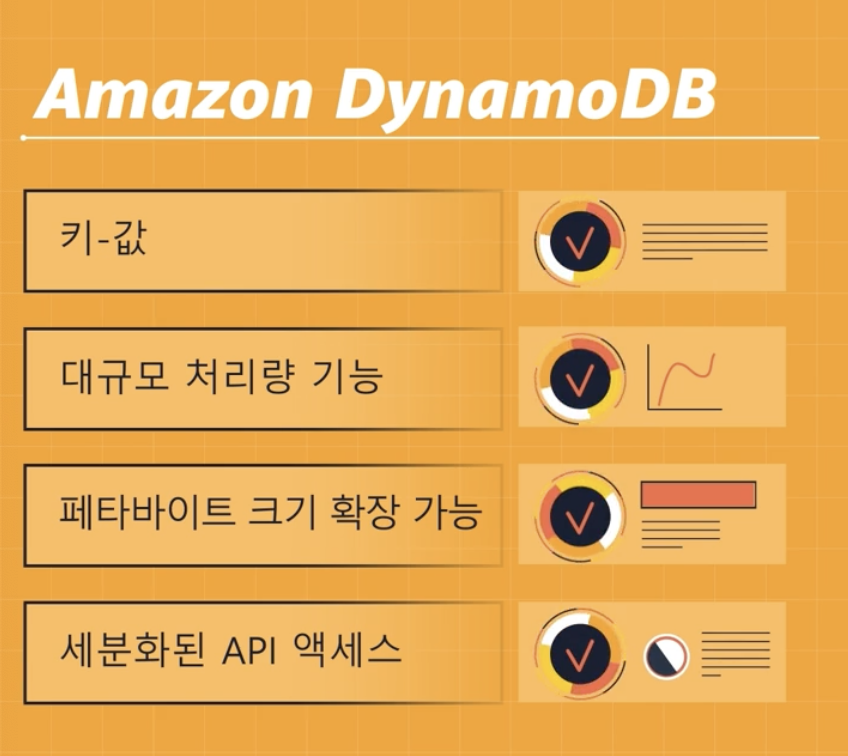 Amazon DynamoDB
키-값
대규모 처리량 기능
페타바이트 크기 확장 가능
세분화된 API 액세스